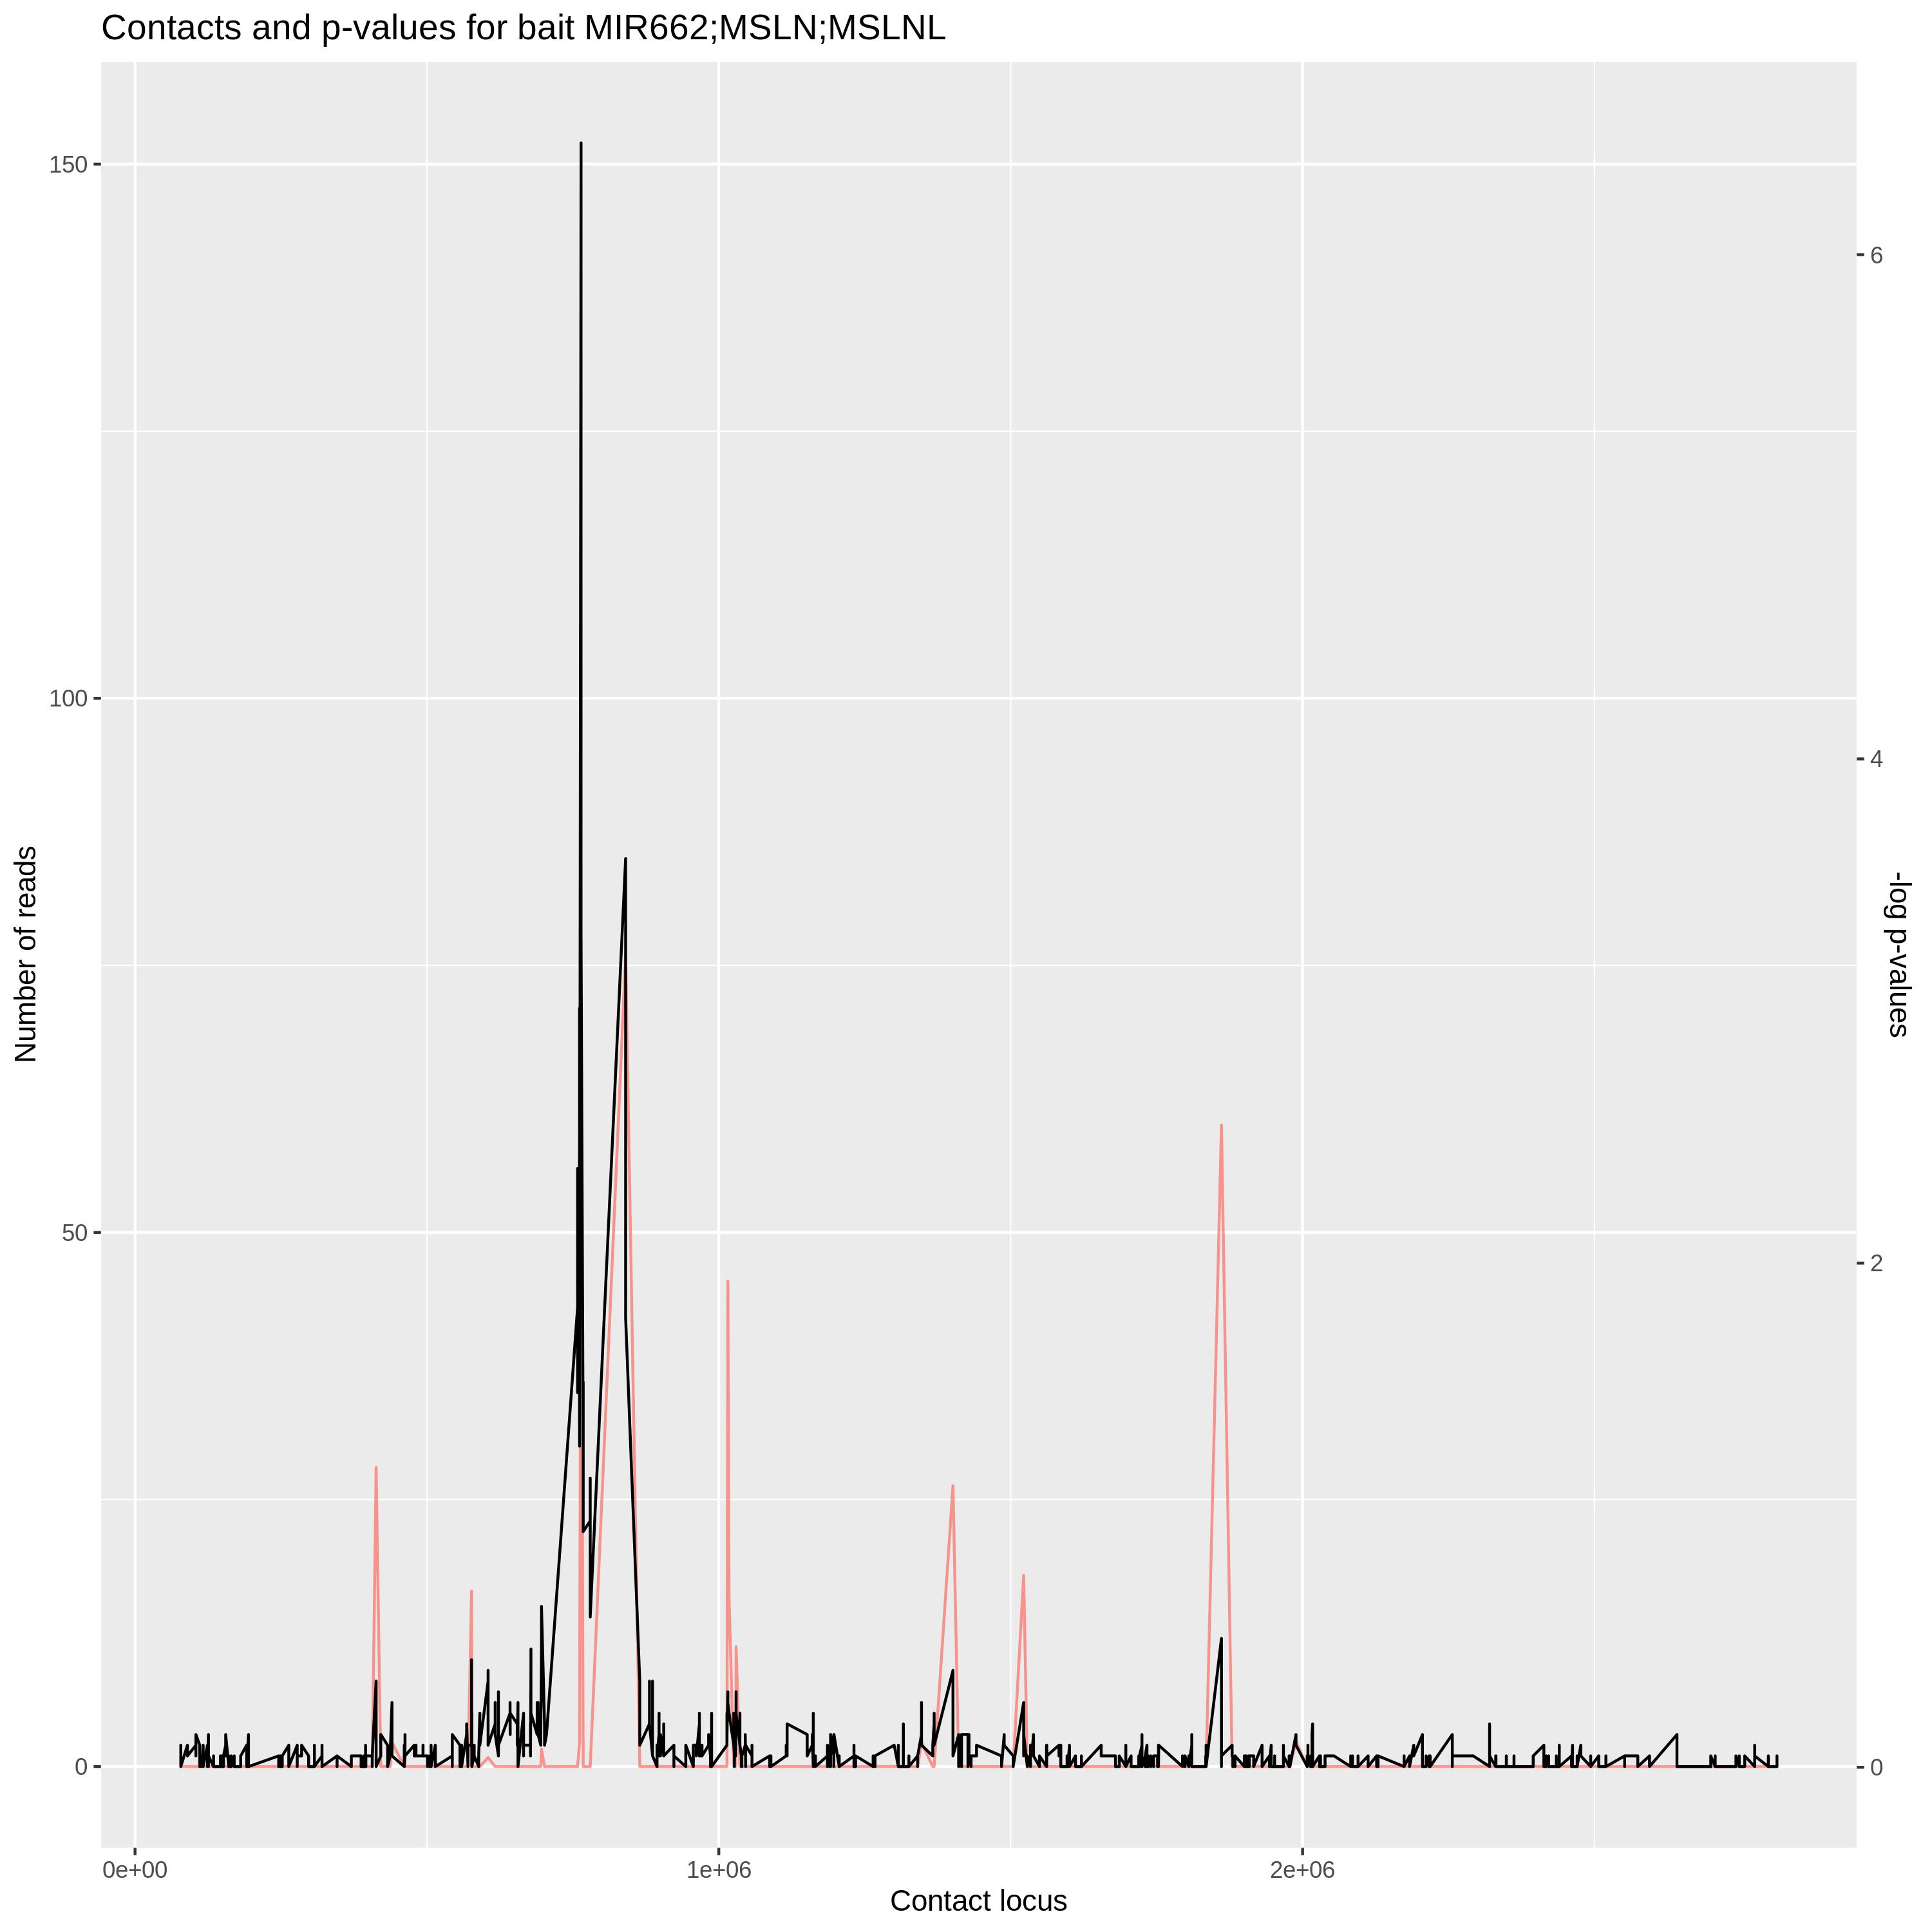 Contacts and p-values for bait MIR662;MSLN;MSLNL
150
100
50
0
Number of reads
6
4
2
0
-log p-values
0e+00
1e+06
2e+06
Contact locus